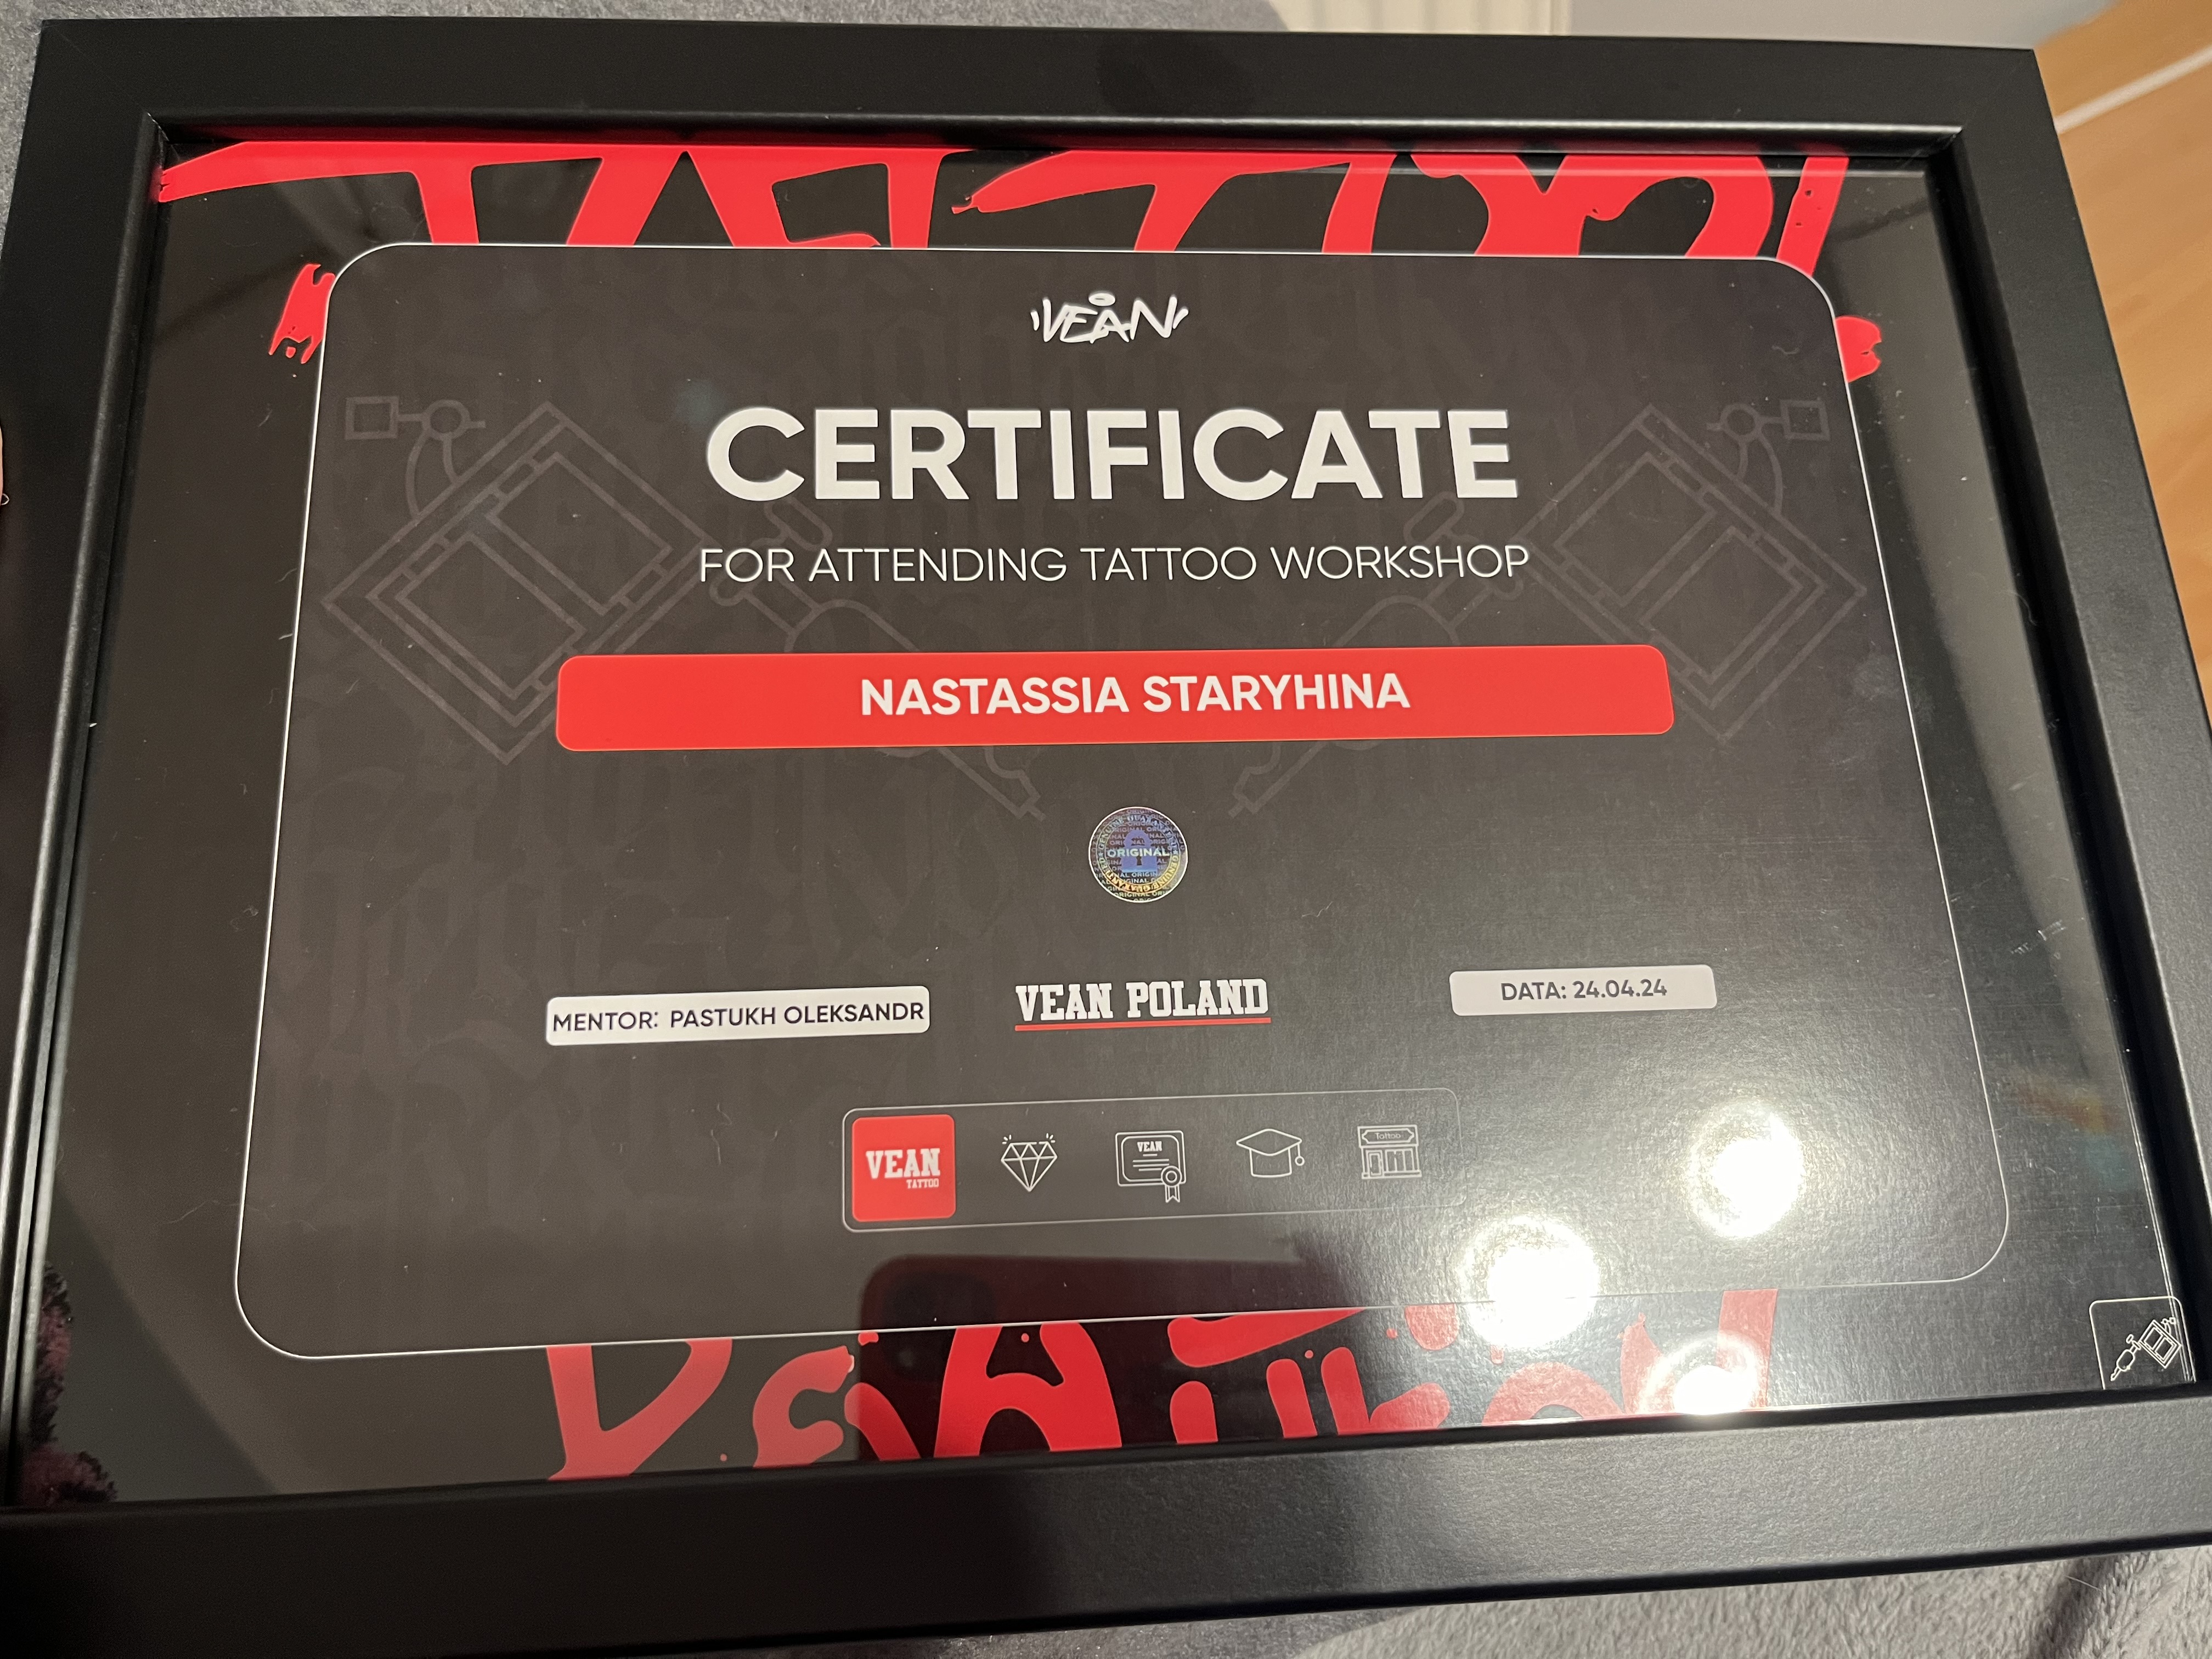 VEAN
CERTIFICATE
FOR ATTENDING TATTOO WORKSHOP
NASTASSIA STARYHINA
ORIGINAL
MENTOR: PASTUKH OLEKSANDR
VEAN POLAND
DATA: 24.04.24
VEAN
TATTOO
VEAN
Tattoo